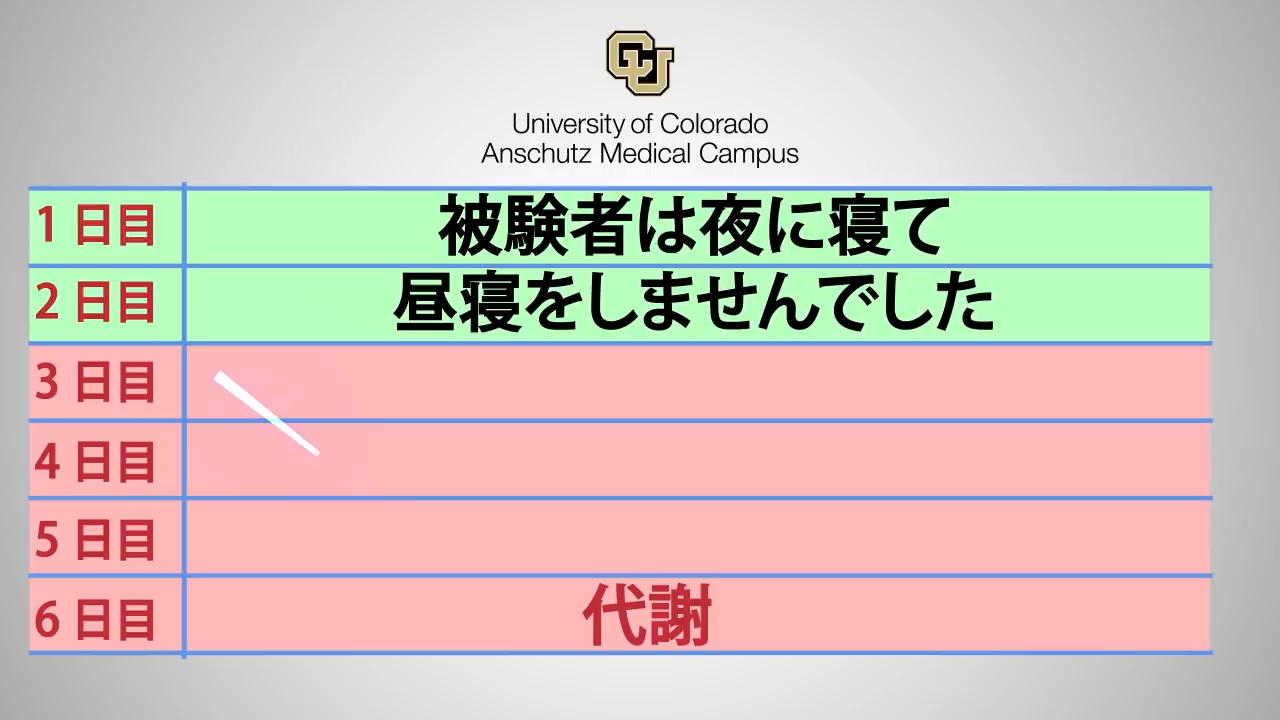 CU
University of Colorado
Anschutz Medical Campus
1 日目
被験者は夜に寝て
2 日目
昼寝をしませんでした
3 日目
4 日目
5 日目
6 日目
代謝